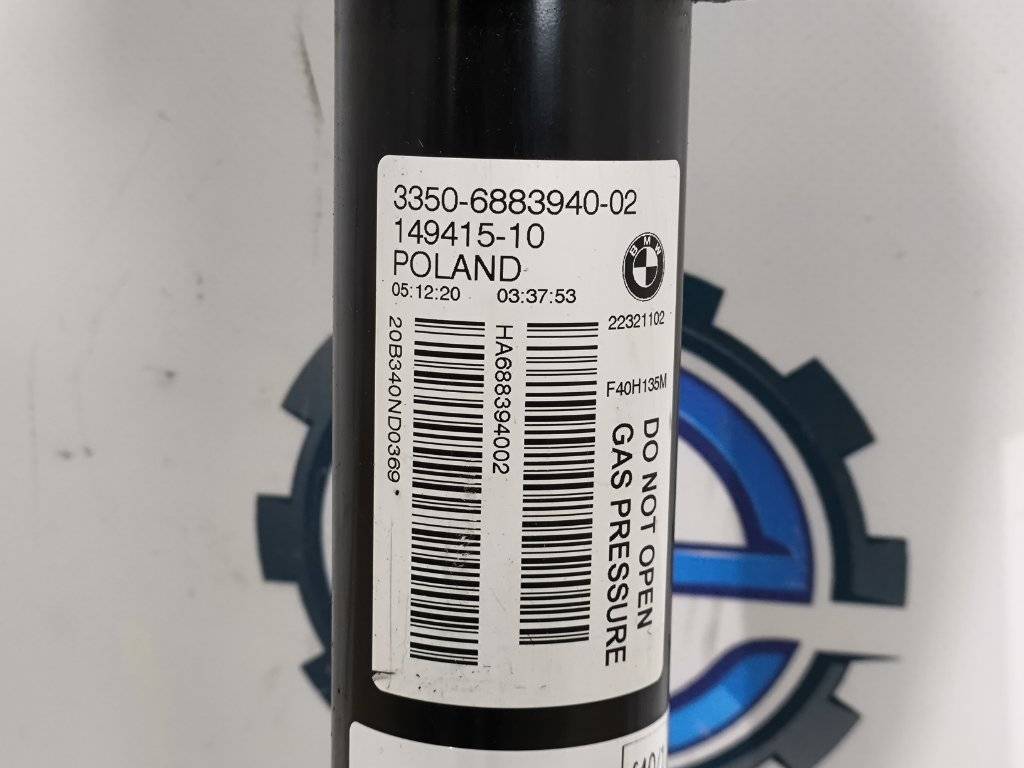 3350-6883940-02
149415-10
POLAND
05:12:20 03:37:53
BMW
22321102
F40H135M
20B340ND0369*
HA688394002
DO NOT OPEN
GAS PRESSURE